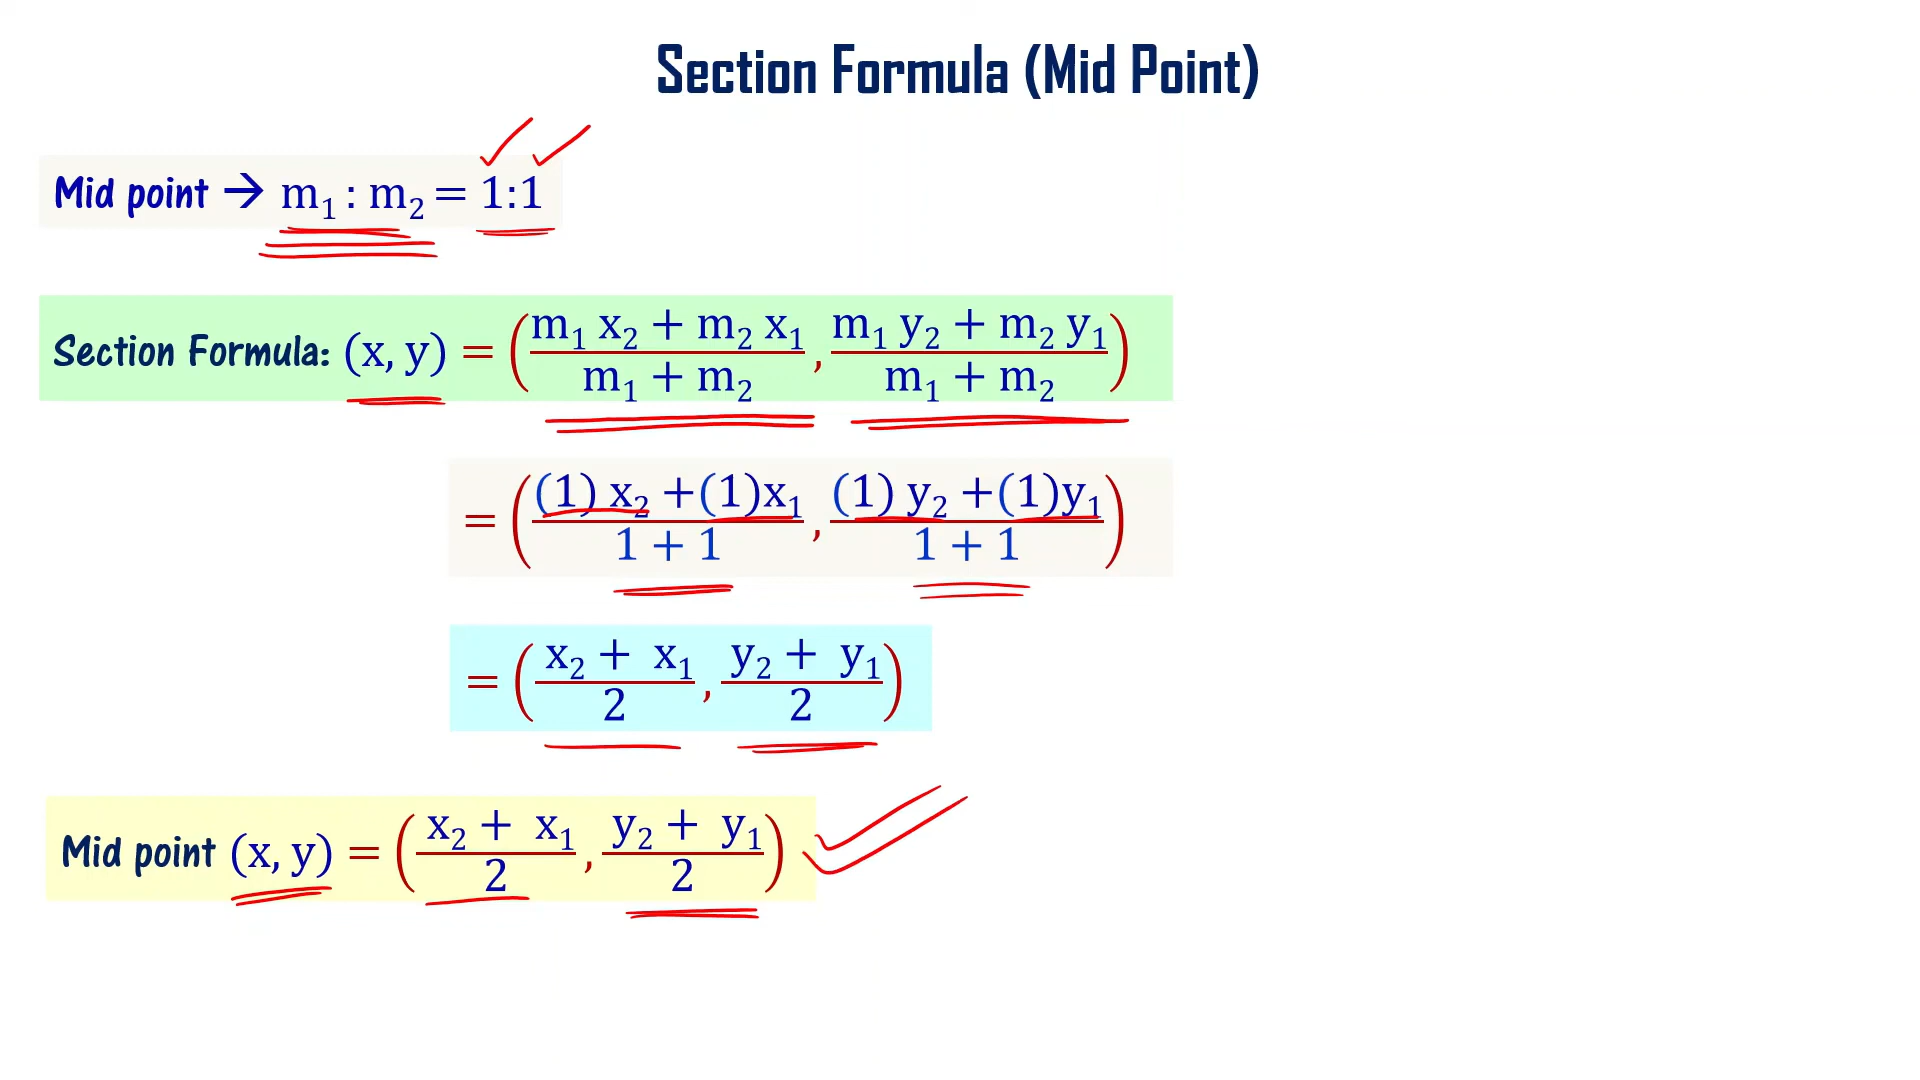 Section Formula (Mid Point)
Mid point → m₁ : m₂ = 1:1
Section Formula: (x, y) = ( (m₁ x₂ + m₂ x₁)/(m₁ + m₂) , (m₁ y₂ + m₂ y₁)/(m₁ + m₂) )
= ( ((1) x₂ +(1)x₁)/(1 + 1) , ((1) y₂ +(1)y₁)/(1 + 1) )
= ( (x₂ + x₁)/2 , (y₂ + y₁)/2 )
Mid point (x, y) = ( (x₂ + x₁)/2 , (y₂ + y₁)/2 )